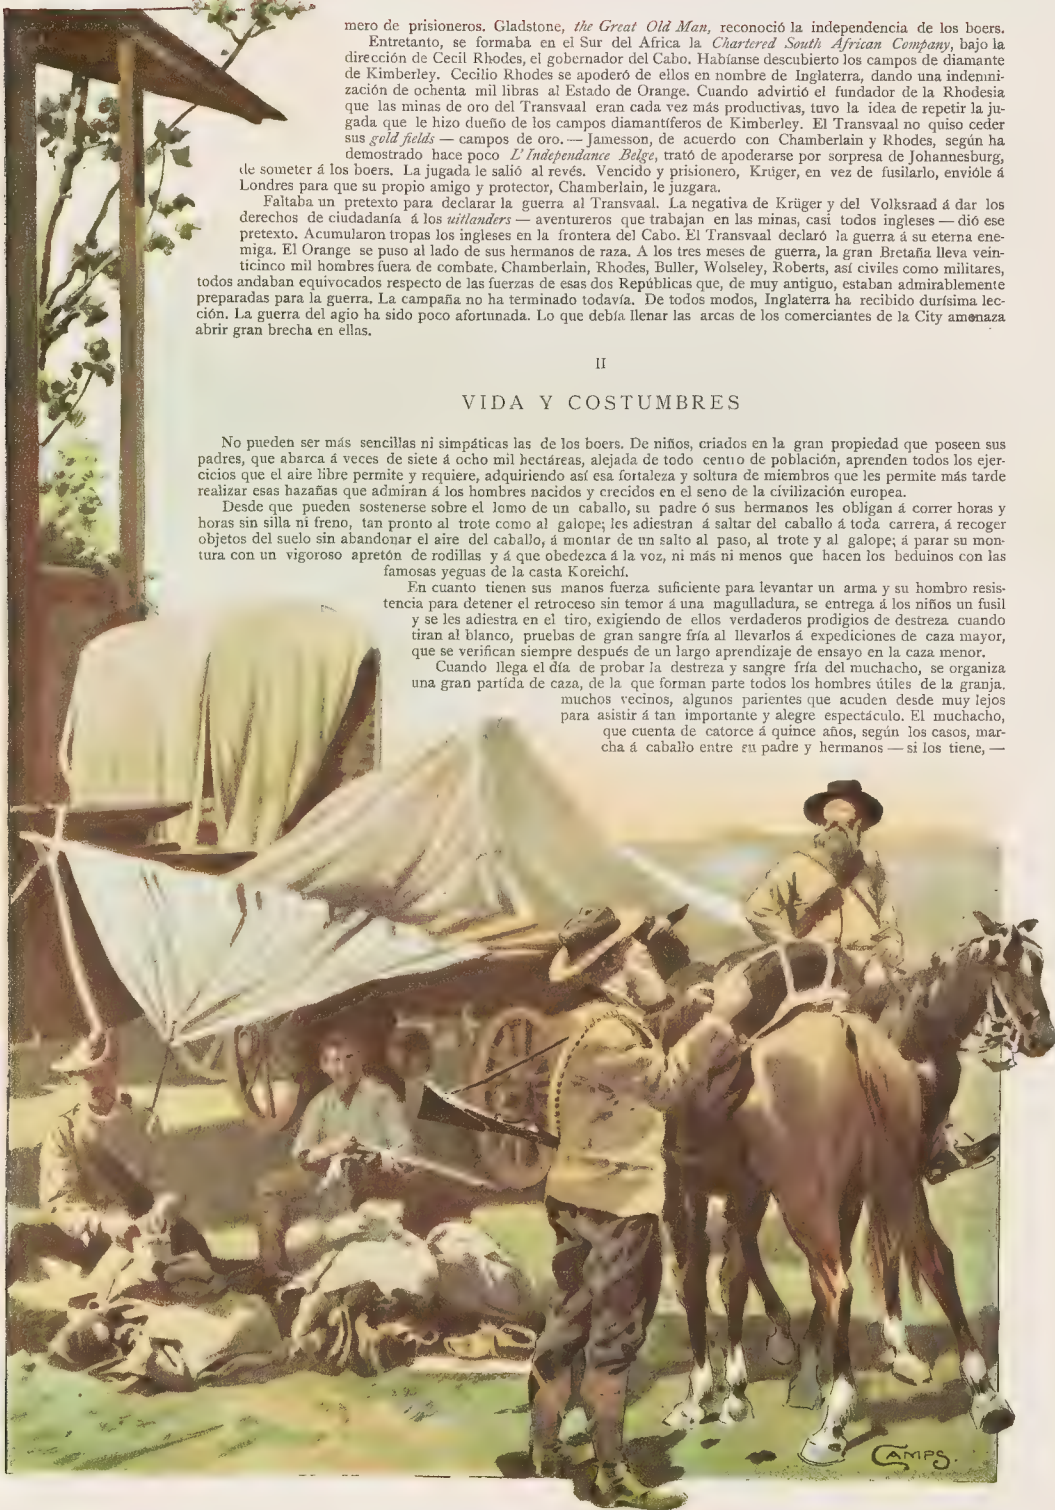 mero de prisioneros. Gladstone, the Great Old Man, reconoció la independencia de los boers.
Entretanto, se formaba en el Sur del Africa la Chartered South African Company, bajo la
dirección de Cecil Rhodes, el gobernador del Cabo. Habíanse descubierto los campos de diamante
de Kimberley. Cecilio Rhodes se apoderó de ellos en nombre de Inglaterra, dando una indemni-
zación de ochenta mil libras al Estado de Orange. Cuando advirtió el fundador de la Rhodesia
que las minas de oro del Transvaal eran cada vez más productivas, tuvo la idea de repetir la ju-
gada que le hizo dueño de los campos diamantíferos de Kimberley. El Transvaal no quiso ceder
sus gold fields — campos de oro. — Jamesson, de acuerdo con Chamberlain y Rhodes, según ha
demostrado hace poco L'Independance Belge, trató de apoderarse por sorpresa de Johannesburg,
de someter á los boers. La jugada le salió al revés. Vencido y prisionero, Krüger, en vez de fusilarlo, envióle á
Londres para que su propio amigo y protector, Chamberlain, le juzgara.
Faltaba un pretexto para declarar la guerra al Transvaal. La negativa de Krüger y del Volksraad á dar los
derechos de ciudadanía á los uitlanders — aventureros que trabajan en las minas, casi todos ingleses — dió ese
pretexto. Acumularon tropas los ingleses en la frontera del Cabo. El Transvaal declaró la guerra á su eterna ene-
miga. El Orange se puso al lado de sus hermanos de raza. A los tres meses de guerra, la gran Bretaña lleva vein-
ticinco mil hombres fuera de combate. Chamberlain, Rhodes, Buller, Wolseley, Roberts, así civiles como militares,
todos andaban equivocados respecto de las fuerzas de esas dos Repúblicas que, de muy antiguo, estaban admirablemente
preparadas para la guerra. La campaña no ha terminado todavía. De todos modos, Inglaterra ha recibido durísima lec-
ción. La guerra del agio ha sido poco afortunada. Lo que debía llenar las arcas de los comerciantes de la City amenaza
abrir gran brecha en ellas.
II
VIDA Y COSTUMBRES
No pueden ser más sencillas ni simpáticas las de los boers. De niños, criados en la gran propiedad que poseen sus
padres, que abarca á veces de siete á ocho mil hectáreas, alejada de todo centro de población, aprenden todos los ejer-
cicios que el aire libre permite y requiere, adquiriendo así esa fortaleza y soltura de miembros que les permite más tarde
realizar esas hazañas que admiran á los hombres nacidos y crecidos en el seno de la civilización europea.
Desde que pueden sostenerse sobre el lomo de un caballo, su padre ó sus hermanos les obligan á correr horas y
horas sin silla ni freno, tan pronto al trote como al galope; les adiestran á saltar del caballo á toda carrera, á recoger
objetos del suelo sin abandonar el aire del caballo, á montar de un salto al paso, al trote y al galope; á parar su mon-
tura con un vigoroso apretón de rodillas y á que obedezca á la voz, ni más ni menos que hacen los beduinos con las
famosas yeguas de la casta Koreichí.
En cuanto tienen sus manos fuerza suficiente para levantar un arma y su hombro resis-
tencia para detener el retroceso sin temor á una magulladura, se entrega á los niños un fusil
y se les adiestra en el tiro, exigiendo de ellos verdaderos prodigios de destreza cuando
tiran al blanco, pruebas de gran sangre fría al llevarlos á expediciones de caza mayor,
que se verifican siempre después de un largo aprendizaje de ensayo en la caza menor.
Cuando llega el día de probar la destreza y sangre fría del muchacho, se organiza
una gran partida de caza, de la que forman parte todos los hombres útiles de la granja,
muchos vecinos, algunos parientes que acuden desde muy lejos
para asistir á tan importante y alegre espectáculo. El muchacho,
que cuenta de catorce á quince años, según los casos, mar-
cha á caballo entre su padre y hermanos — si los tiene, —
CAMPS.